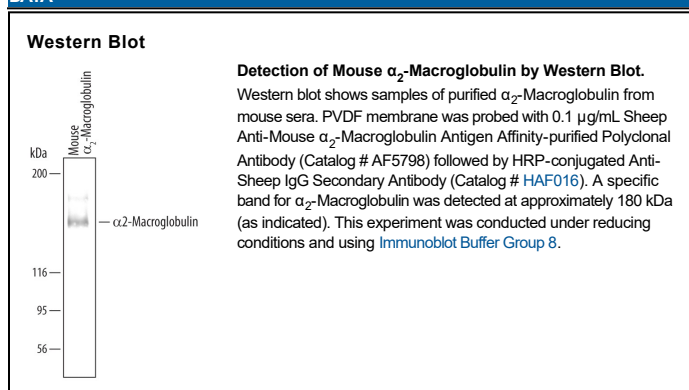 DATA
Western Blot
Detection of Mouse α2-Macroglobulin by Western Blot.
Western blot shows samples of purified α2-Macroglobulin from
mouse sera. PVDF membrane was probed with 0.1 µg/mL Sheep
Anti-Mouse α2-Macroglobulin Antigen Affinity-purified Polyclonal
Antibody (Catalog # AF5798) followed by HRP-conjugated Anti-
Sheep IgG Secondary Antibody (Catalog # HAF016). A specific
band for α2-Macroglobulin was detected at approximately 180 kDa
(as indicated). This experiment was conducted under reducing
conditions and using Immunoblot Buffer Group 8.
Mouse
α2-Macroglobulin
kDa
200
α2-Macroglobulin
116
95
56